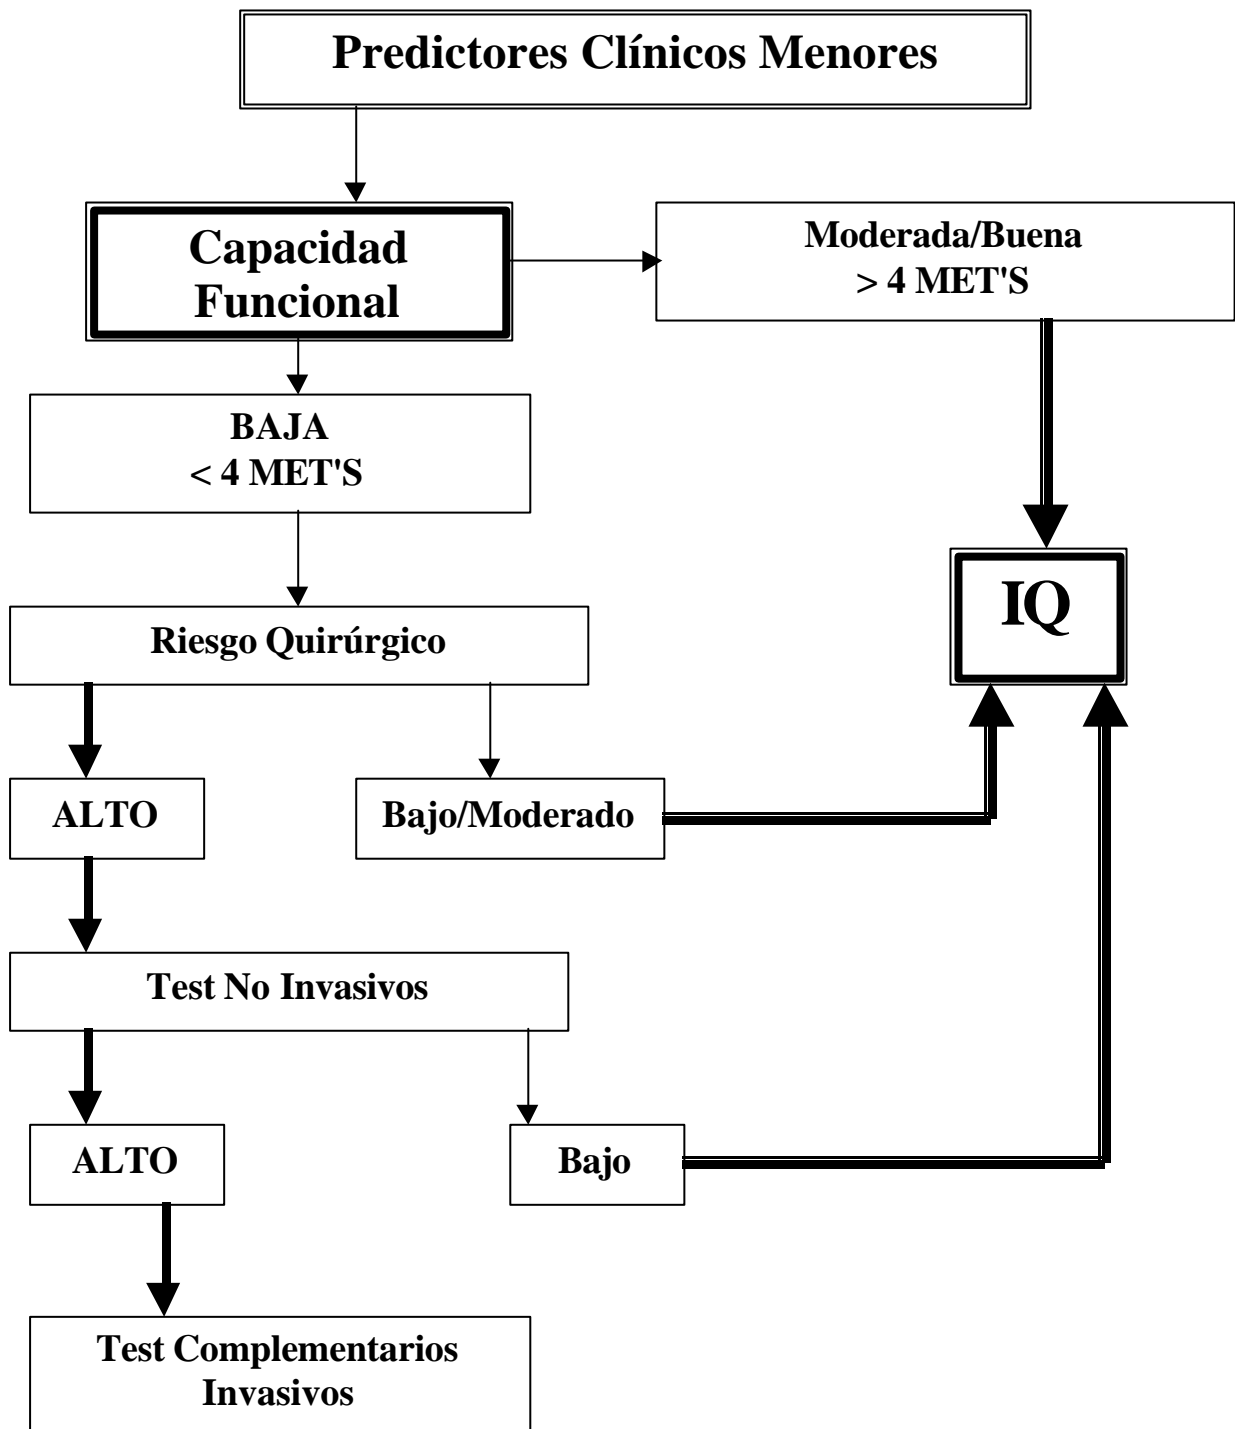 Predictores Clínicos Menores
Capacidad
Funcional
Moderada/Buena
> 4 MET'S
BAJA
< 4 MET'S
IQ
Riesgo Quirúrgico
ALTO
Bajo/Moderado
Test No Invasivos
ALTO
Bajo
Test Complementarios
Invasivos